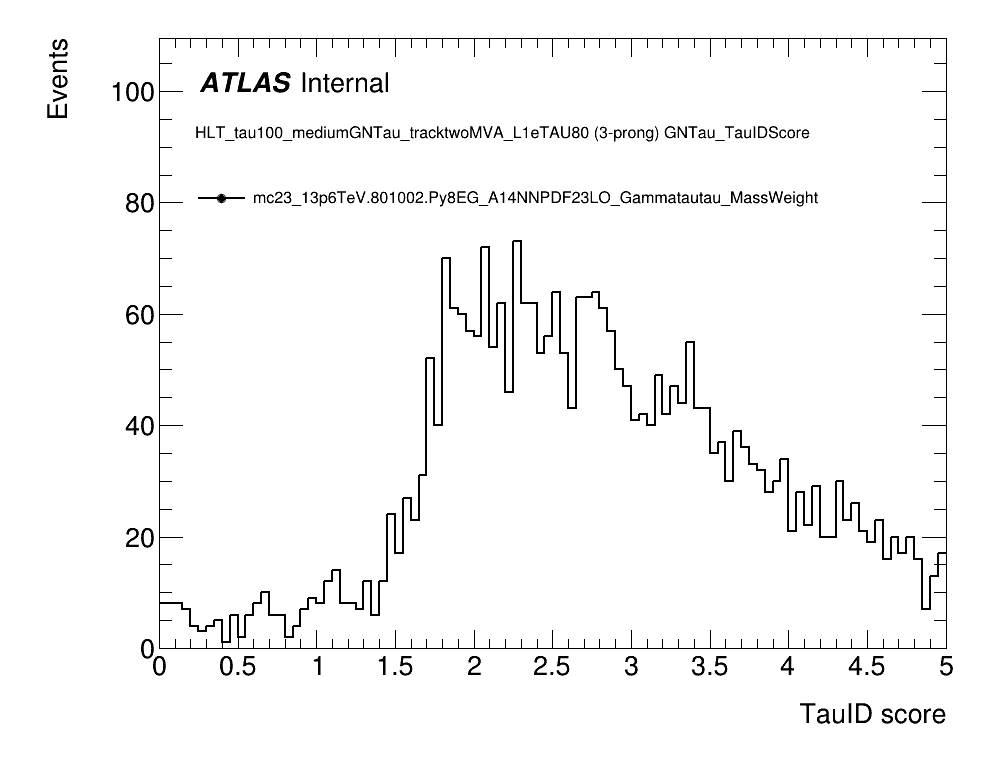 Events
100
80
60
40
20
0
ATLAS Internal
HLT_tau100_mediumGNTau_tracktwoMVA_L1eTAU80 (3-prong) GNTau_TauIDScore
mc23_13p6TeV.801002.Py8EG_A14NNPDF23LO_Gammatautau_MassWeight
0 0.5 1 1.5 2 2.5 3 3.5 4 4.5 5
TauID score